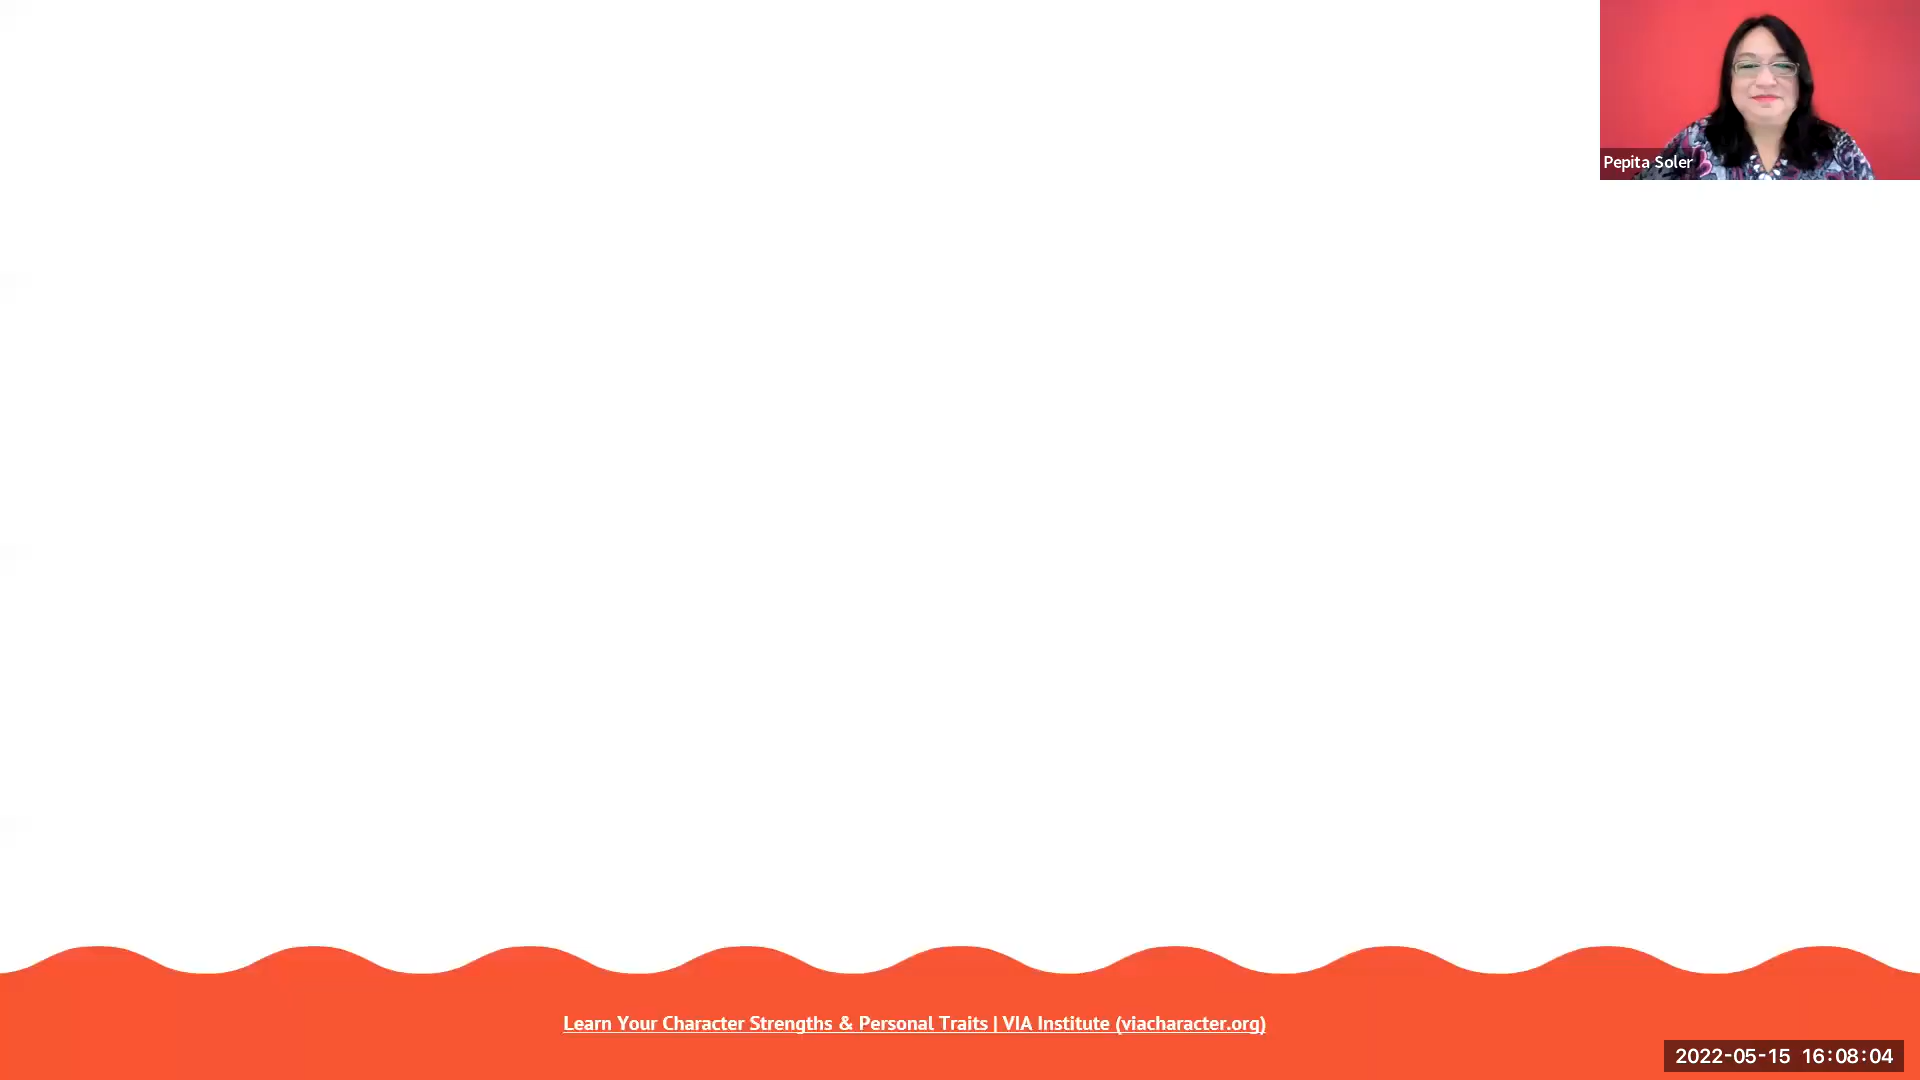 Pepita Soler
Learn Your Character Strengths & Personal Traits | VIA Institute (viacharacter.org)
2022-05-15 16:08:04